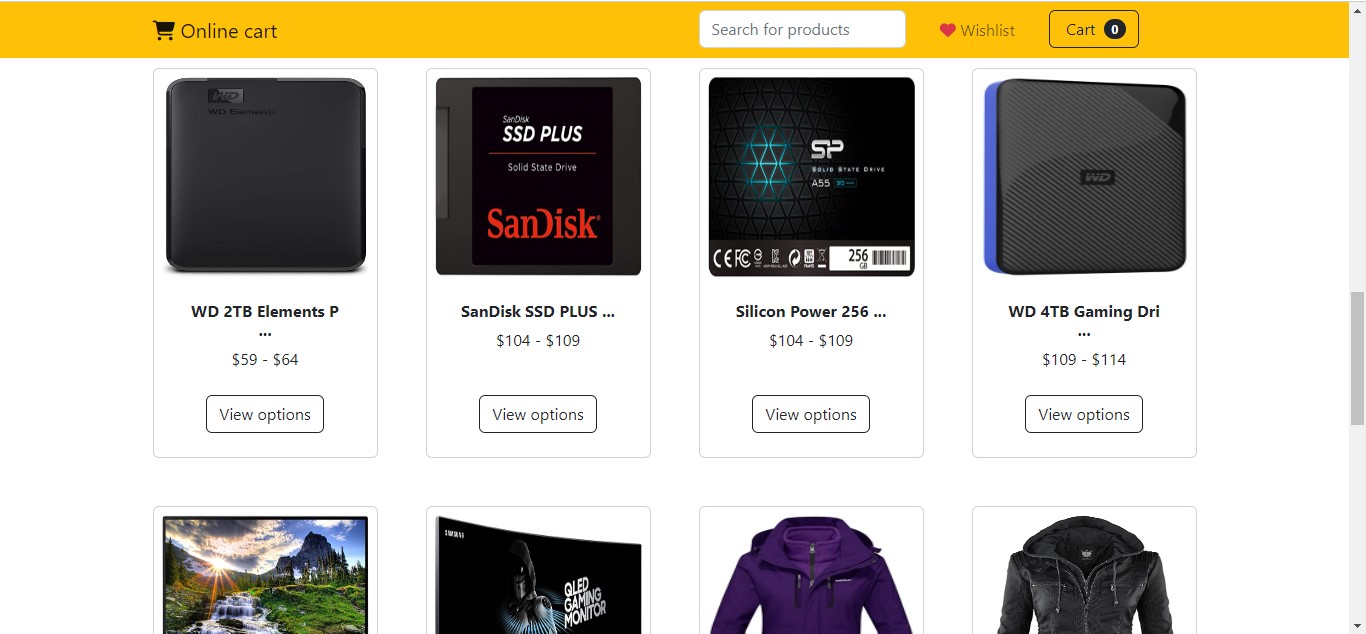 Online cart
Search for products
Wishlist
Cart 0
WD
WD Elements
SanDisk
SSD PLUS
Solid State Drive
SanDisk
SP
SOLID STATE DRIVE
A55
256
GB
WD
WD 2TB Elements P
...
$59 - $64
View options
SanDisk SSD PLUS ...
$104 - $109
View options
Silicon Power 256 ...
$104 - $109
View options
WD 4TB Gaming Dri
...
$109 - $114
View options
SAMSUNG
QLED
GAMING
MONITOR